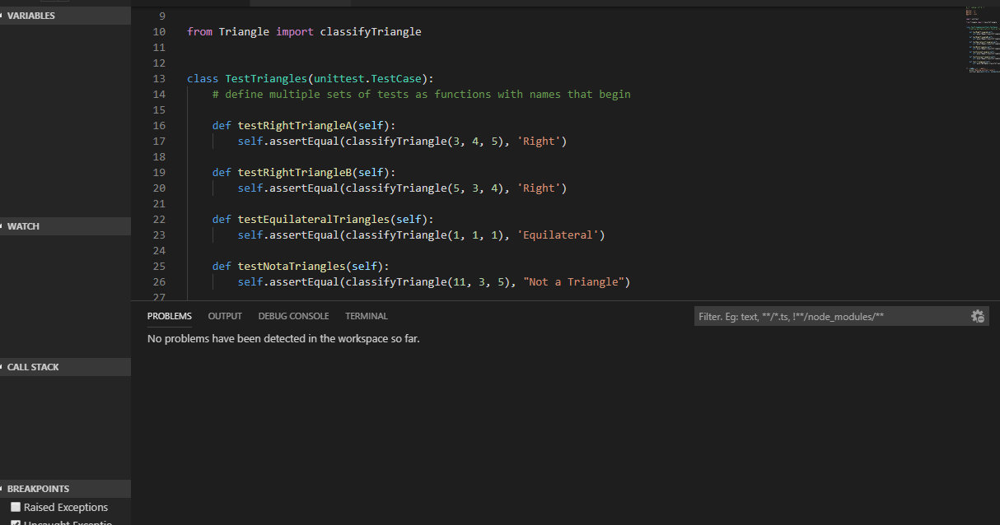 VARIABLES
WATCH
CALL STACK
BREAKPOINTS
Raised Exceptions
Uncaught Exceptio
9
10 from Triangle import classifyTriangle
11
12
13 class TestTriangles(unittest.TestCase):
14 # define multiple sets of tests as functions with names that begin
15
16 def testRightTriangleA(self):
17 self.assertEqual(classifyTriangle(3, 4, 5), 'Right')
18
19 def testRightTriangleB(self):
20 self.assertEqual(classifyTriangle(5, 3, 4), 'Right')
21
22 def testEquilateralTriangles(self):
23 self.assertEqual(classifyTriangle(1, 1, 1), 'Equilateral')
24
25 def testNotaTriangles(self):
26 self.assertEqual(classifyTriangle(11, 3, 5), "Not a Triangle")
27
PROBLEMS OUTPUT DEBUG CONSOLE TERMINAL
Filter. Eg: text, **/*.ts, !**/node_modules/**
No problems have been detected in the workspace so far.